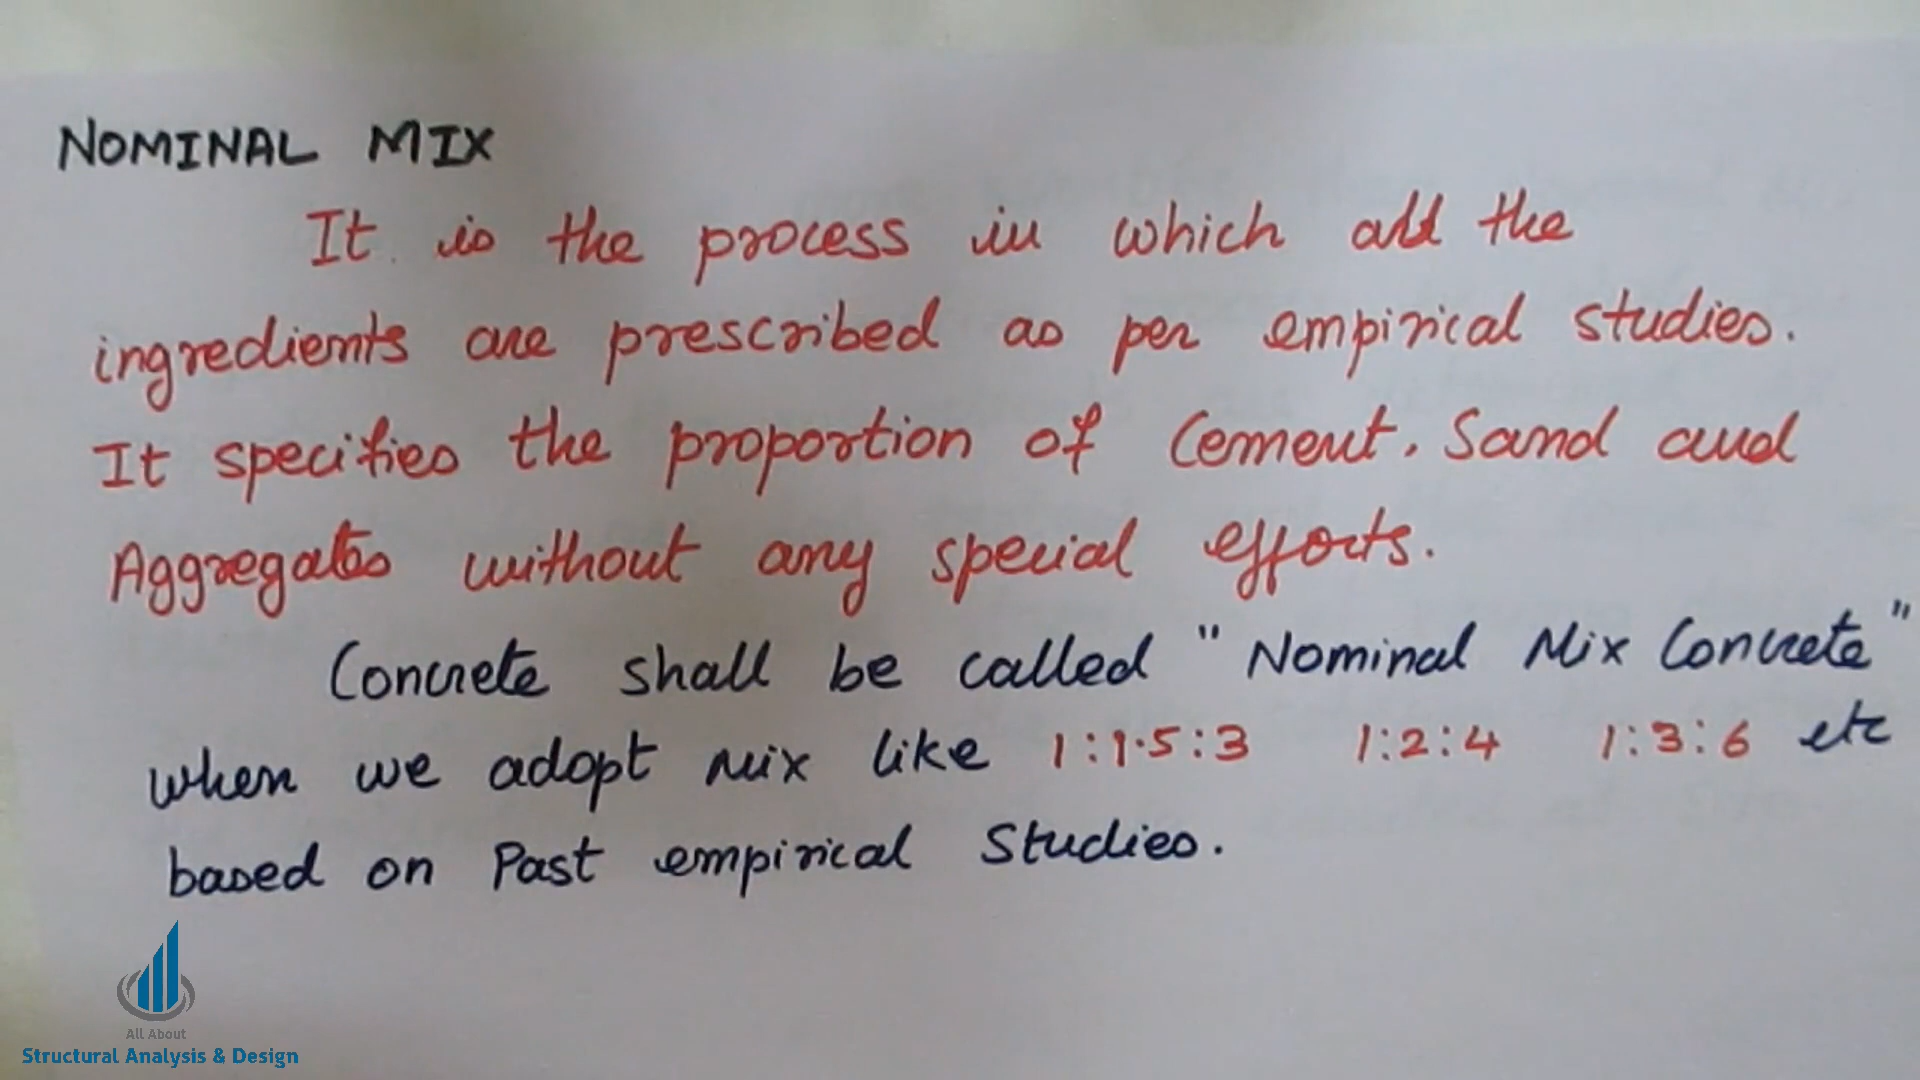 NOMINAL MIX
It is the process in which all the
ingredients are prescribed as per empirical studies.
It specifies the proportion of Cement, Sand and
Aggregates without any special efforts.
Concrete shall be called "Nominal Mix Concrete"
when we adopt mix like 1:1.5:3 1:2:4 1:3:6 etc
based on Past empirical Studies.
All About
Structural Analysis & Design